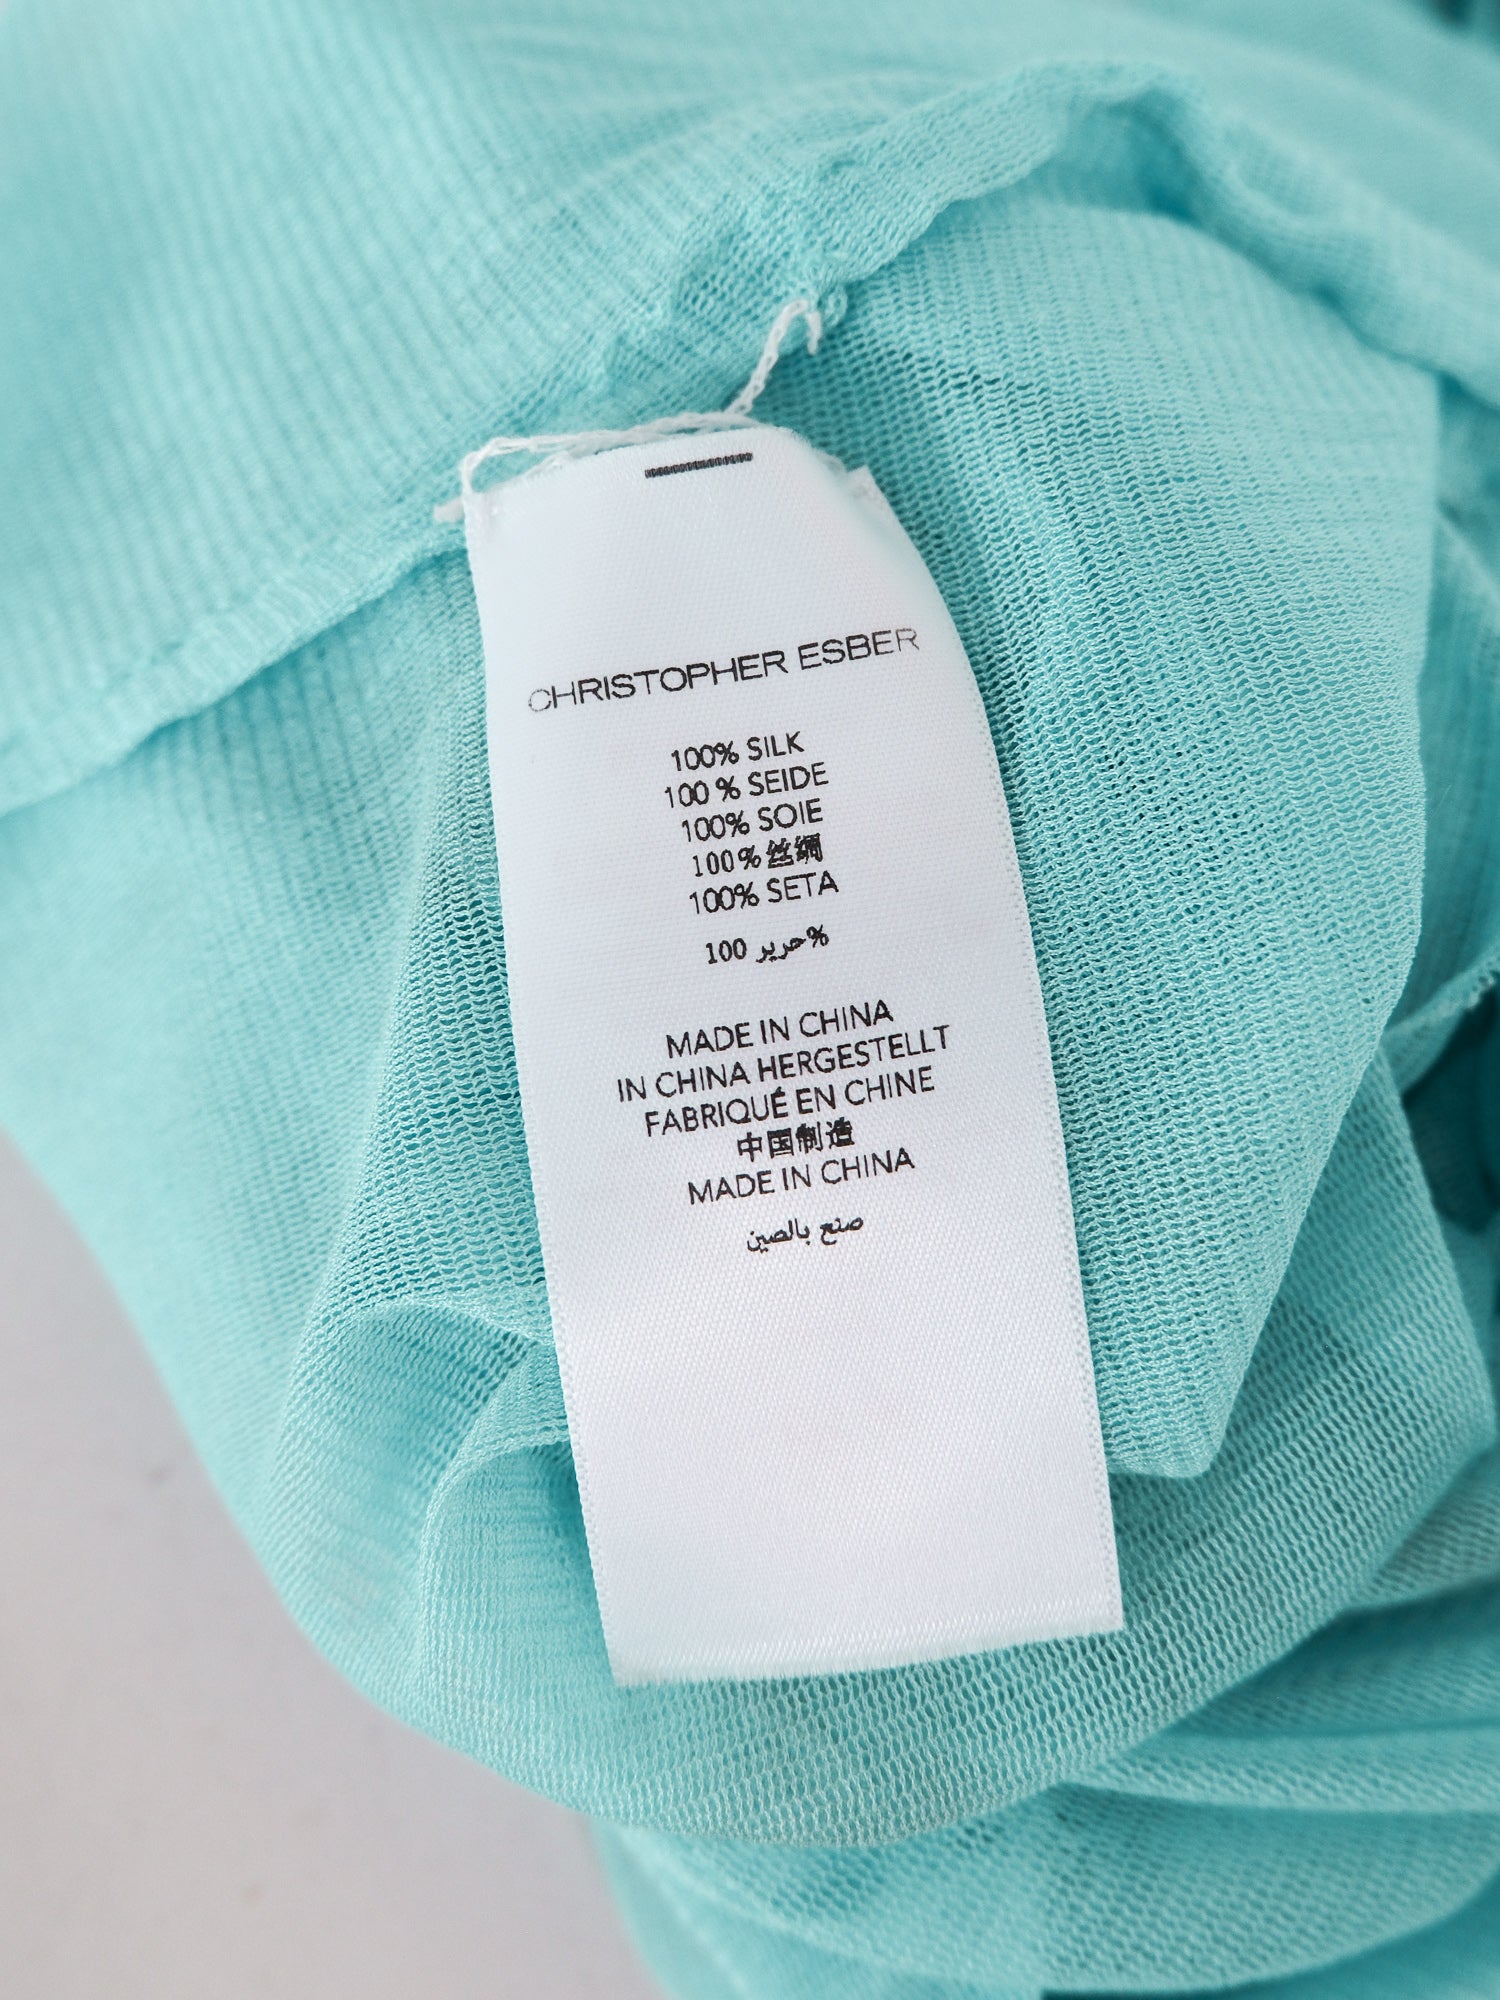 CHRISTOPHER ESBER
100% SILK
100 % SEIDE
100% SOIE
100%丝绸
100% SETA
100 حرير%
MADE IN CHINA
IN CHINA HERGESTELLT
FABRIQUÉ EN CHINE
中国制造
MADE IN CHINA
صنع بالصين